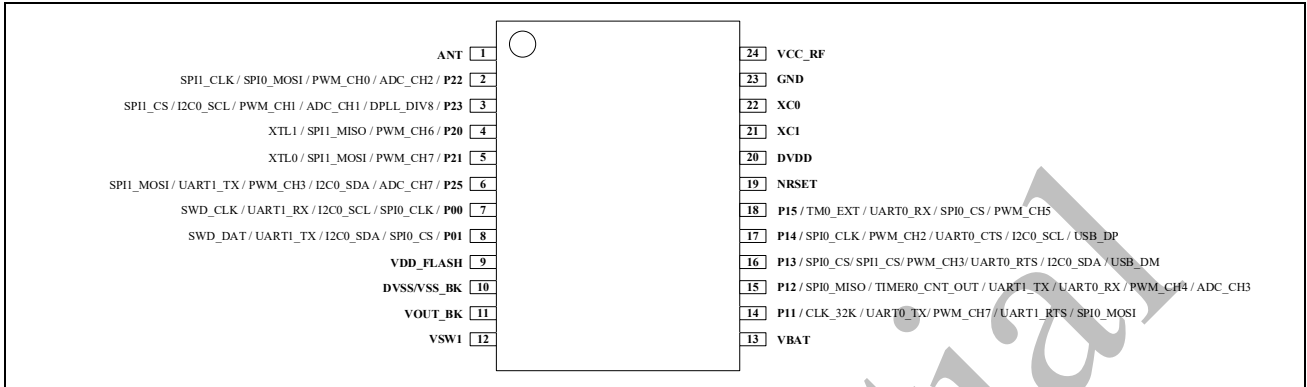 ANT 1
SPI1_CLK / SPI0_MOSI / PWM_CH0 / ADC_CH2 / P22 2
SPI1_CS / I2C0_SCL / PWM_CH1 / ADC_CH1 / DPLL_DIV8 / P23 3
XTL1 / SPI1_MISO / PWM_CH6 / P20 4
XTL0 / SPI1_MOSI / PWM_CH7 / P21 5
SPI1_MOSI / UART1_TX / PWM_CH3 / I2C0_SDA / ADC_CH7 / P25 6
SWD_CLK / UART1_RX / I2C0_SCL / SPI0_CLK / P00 7
SWD_DAT / UART1_TX / I2C0_SDA / SPI0_CS / P01 8
VDD_FLASH 9
DVSS/VSS_BK 10
VOUT_BK 11
VSW1 12
24 VCC_RF
23 GND
22 XC0
21 XC1
20 DVDD
19 NRSET
18 P15 / TM0_EXT / UART0_RX / SPI0_CS / PWM_CH5
17 P14 / SPI0_CLK / PWM_CH2 / UART0_CTS / I2C0_SCL / USB_DP
16 P13 / SPI0_CS/ SPI1_CS/ PWM_CH3/ UART0_RTS / I2C0_SDA / USB_DM
15 P12 / SPI0_MISO / TIMER0_CNT_OUT / UART1_TX / UART0_RX / PWM_CH4 / ADC_CH3
14 P11 / CLK_32K / UART0_TX/ PWM_CH7 / UART1_RTS / SPI0_MOSI
13 VBAT